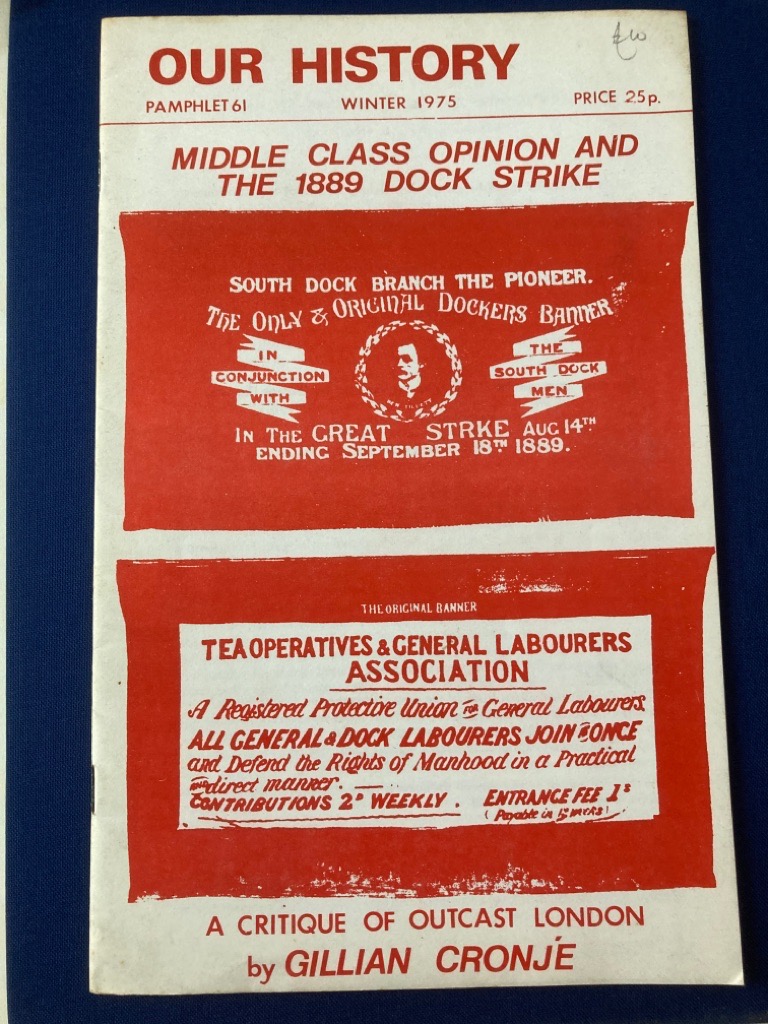 £10
OUR HISTORY
PAMPHLET 61 WINTER 1975 PRICE 25p.
MIDDLE CLASS OPINION AND
THE 1889 DOCK STRIKE
SOUTH DOCK BRANCH THE PIONEER.
THE ONLY & ORIGINAL DOCKERS BANNER
IN
CONJUNCTION
WITH
THE
SOUTH DOCK
MEN
IN THE GREAT STRKE AUG 14TH
ENDING SEPTEMBER 18TH 1889.
THE ORIGINAL BANNER
TEA OPERATIVES & GENERAL LABOURERS
ASSOCIATION
A Registered Protective Union FOR General Labourers
ALL GENERAL & DOCK LABOURERS JOIN AT ONCE
and Defend the Rights of Manhood in a Practical
AND direct manner.
CONTRIBUTIONS 2D WEEKLY. ENTRANCE FEE 1s
(Payable in
A CRITIQUE OF OUTCAST LONDON
by GILLIAN CRONJÉ